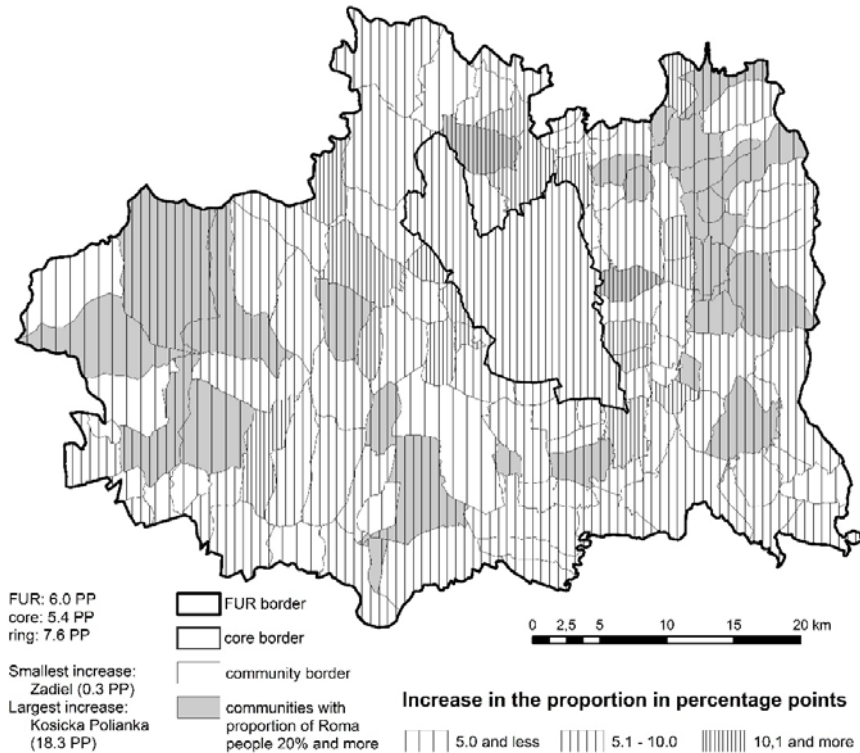 FUR: 6.0 PP
core: 5.4 PP
ring: 7.6 PP
Smallest increase:
Zadiel (0.3 PP)
Largest increase:
Kosicka Polianka
(18.3 PP)
FUR border
core border
community border
communities with
proportion of Roma
people 20% and more
0 2,5 5 10 15 20 km
Increase in the proportion in percentage points
5.0 and less 5.1 - 10.0 10,1 and more